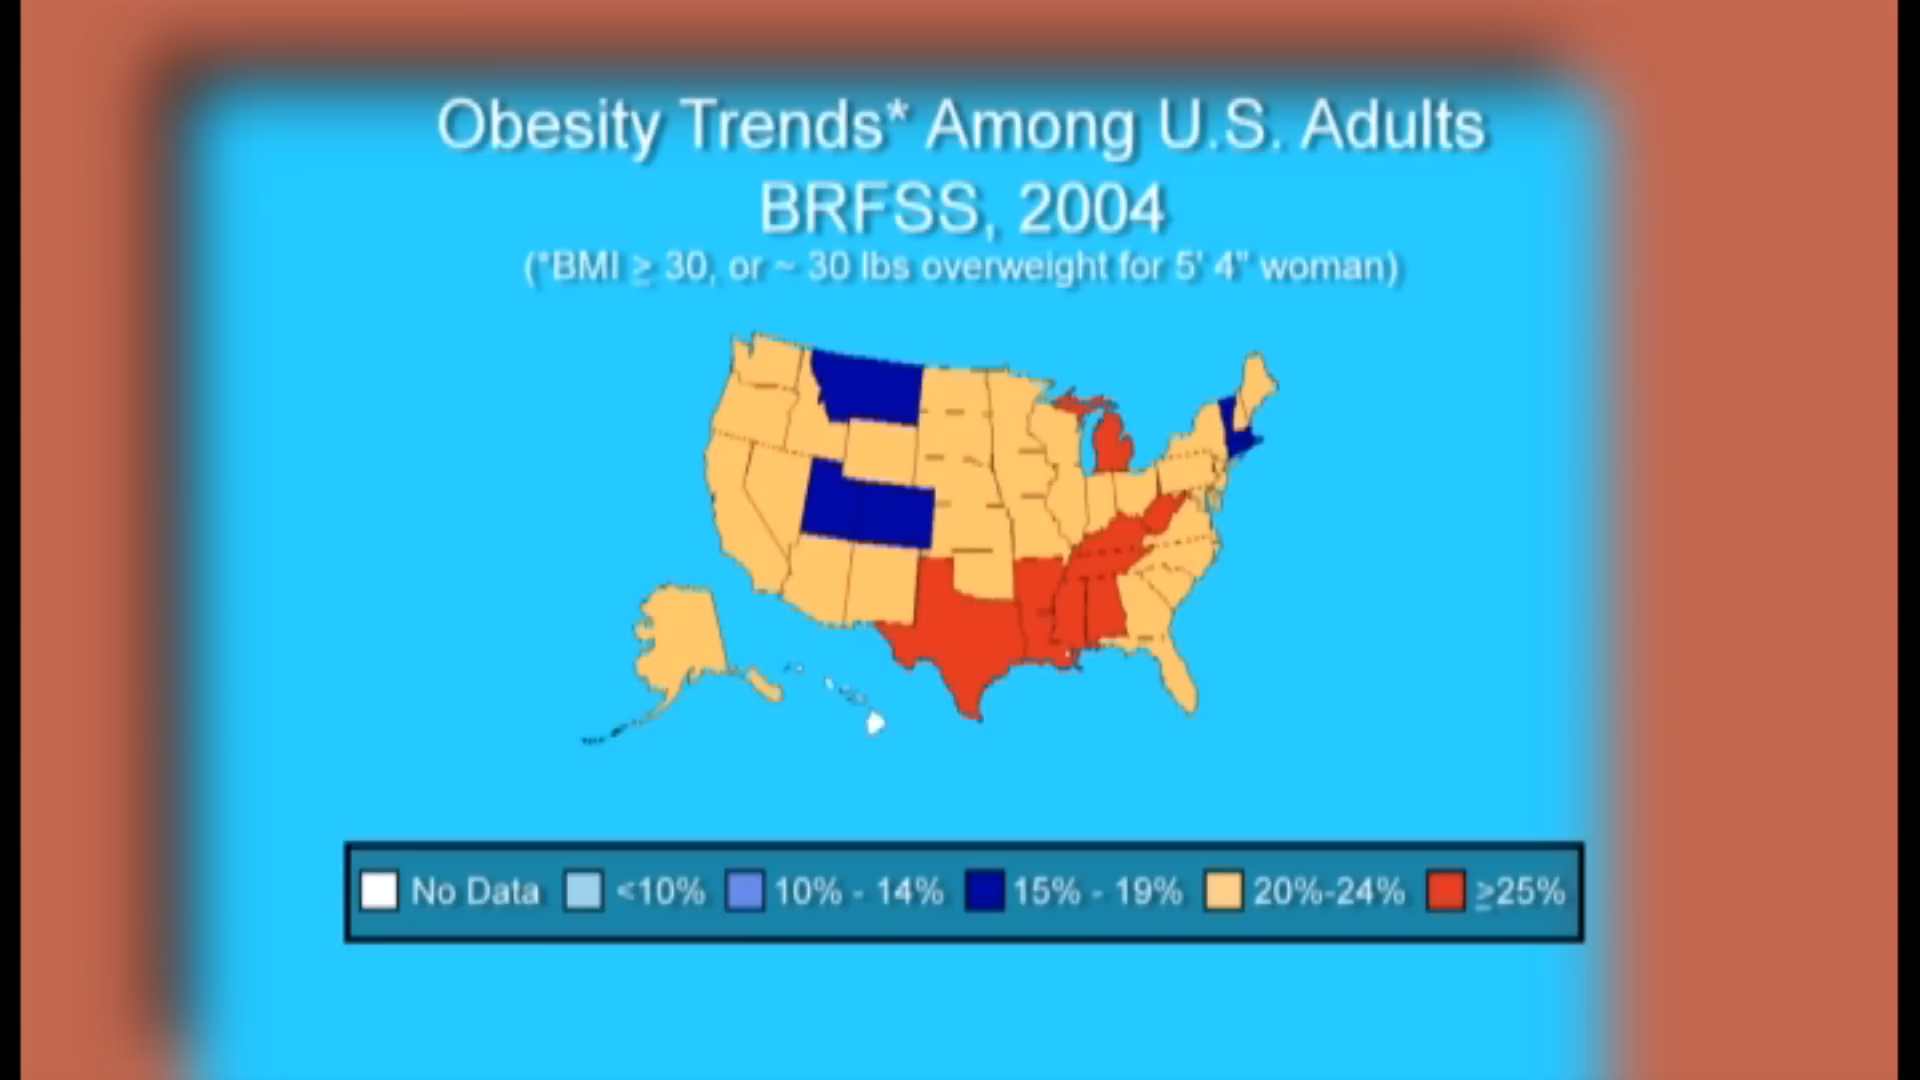 Obesity Trends* Among U.S. Adults
BRFSS, 2004
(*BMI ≥ 30, or ~ 30 lbs overweight for 5' 4" woman)
No Data <10% 10% - 14% 15% - 19% 20%-24% ≥25%